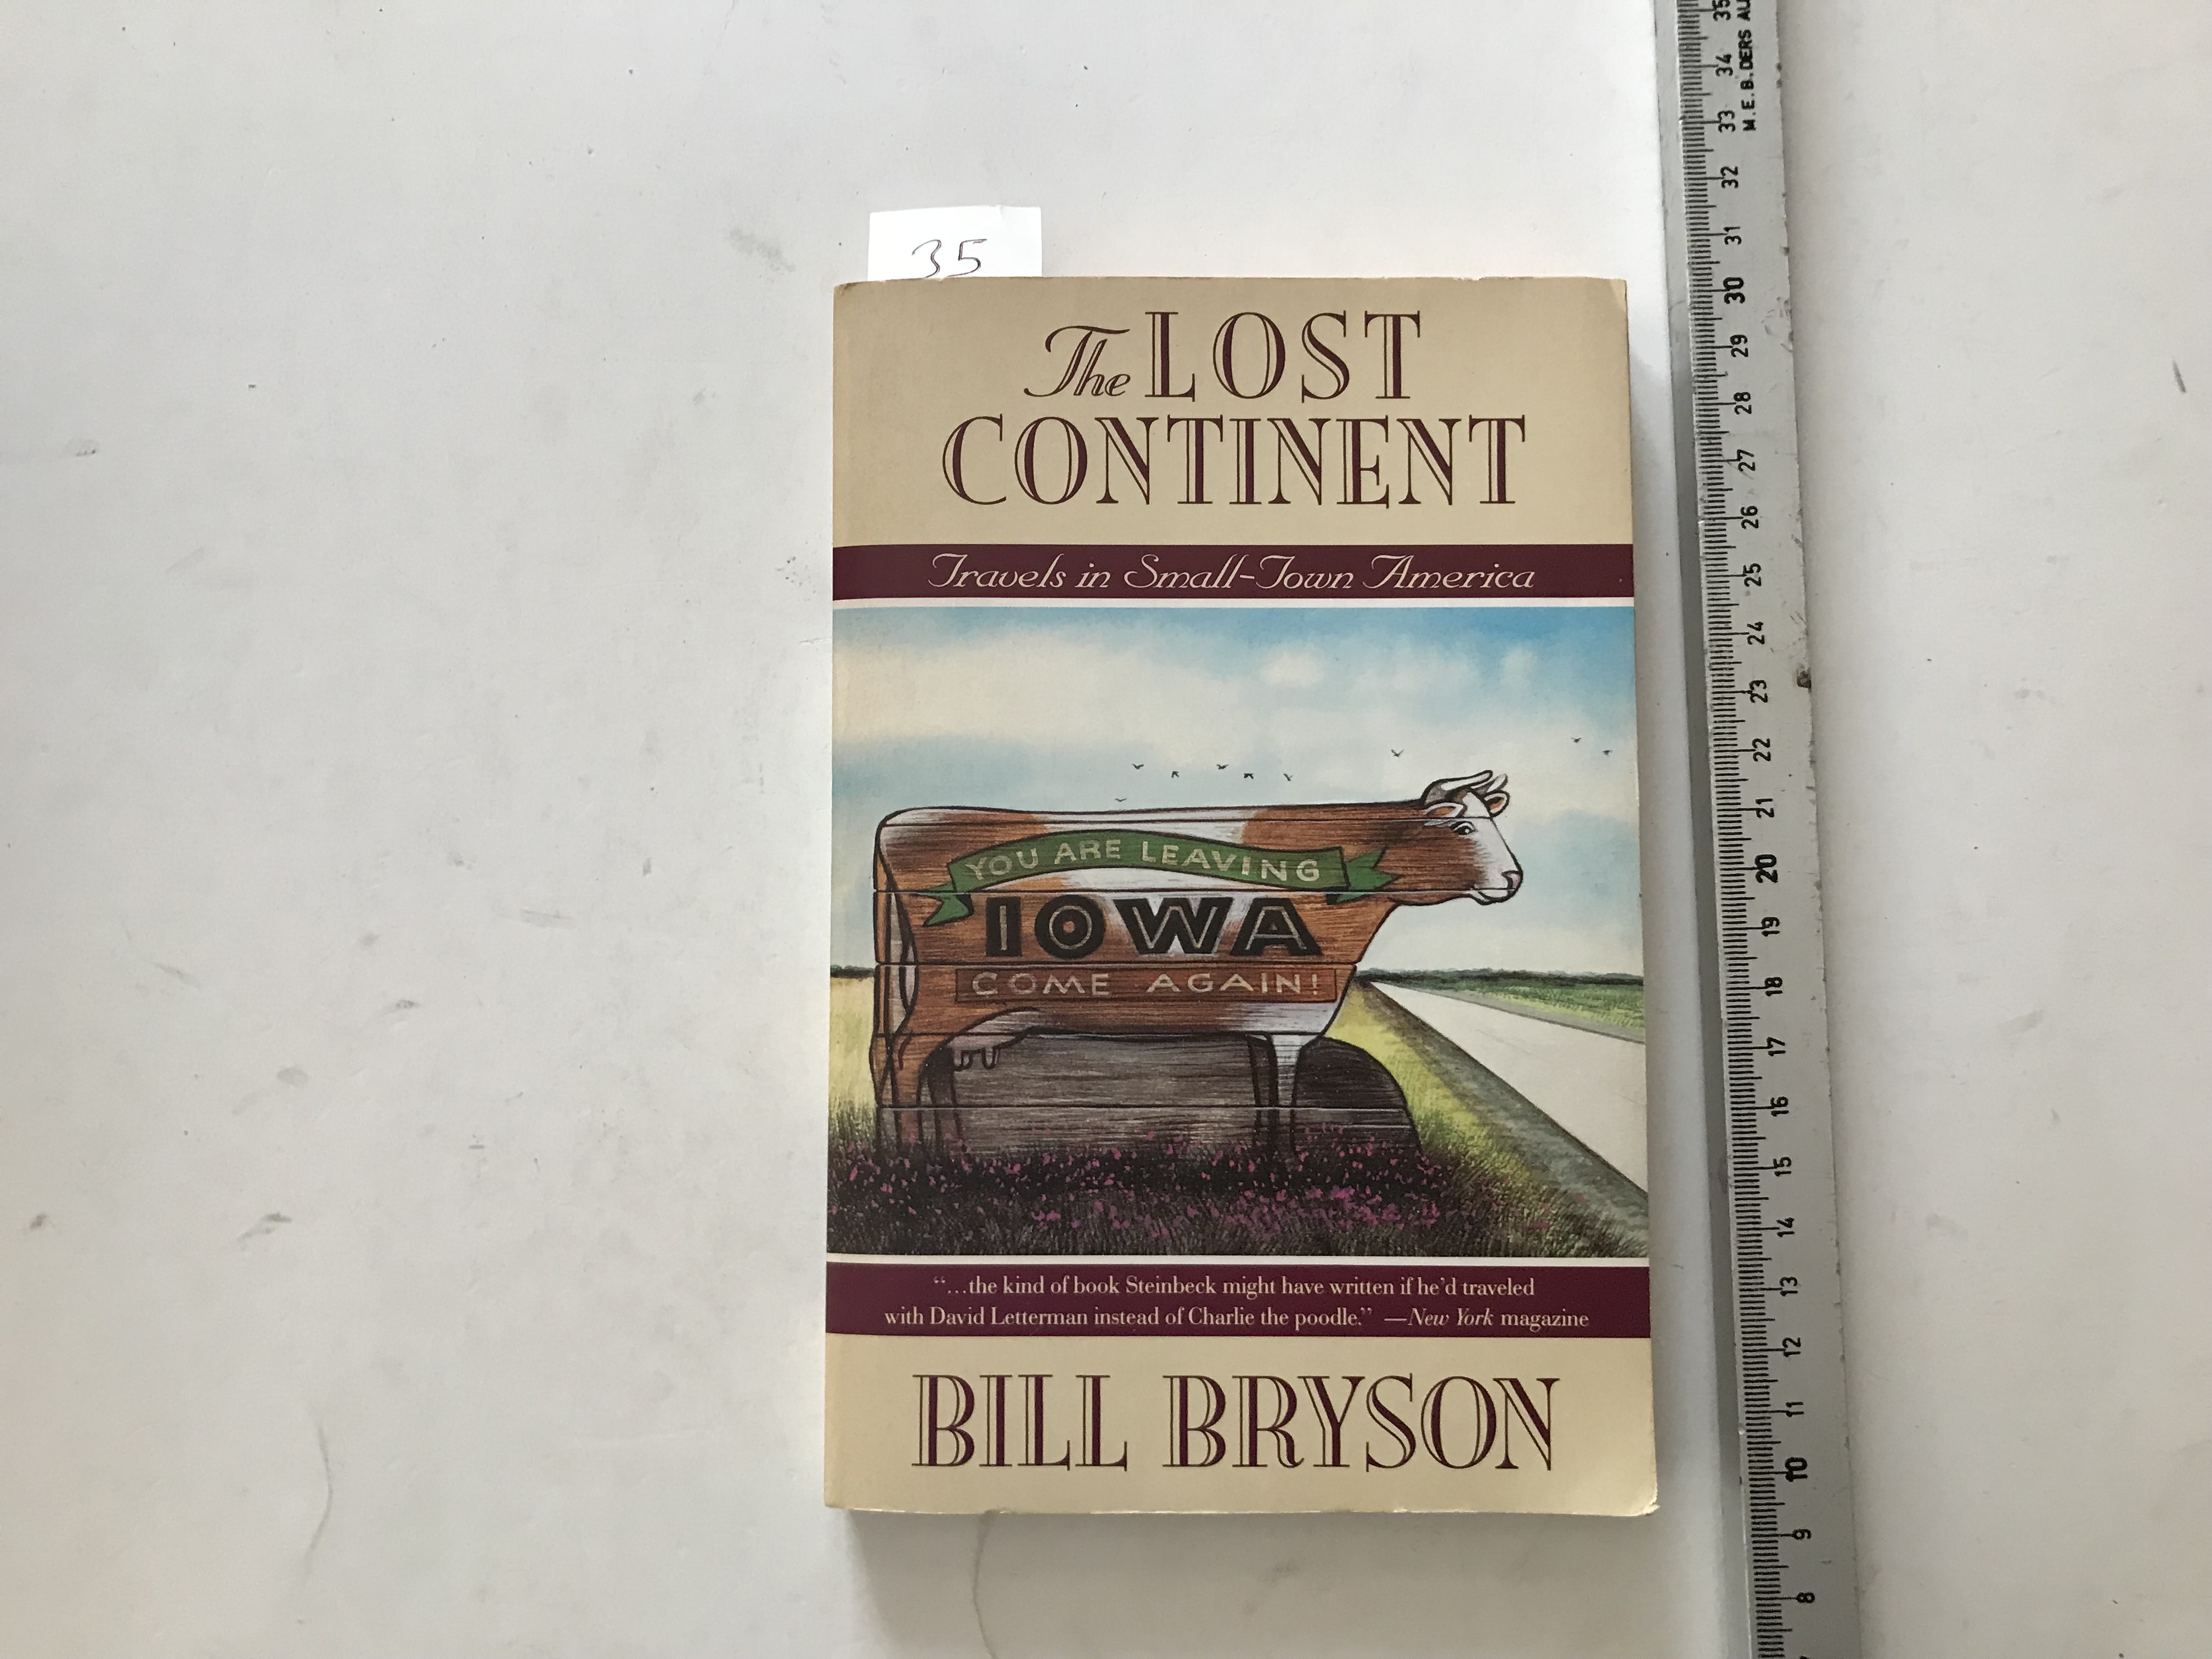 35
The LOST
CONTINENT
Travels in Small-Town America
YOU ARE LEAVING
IOWA
COME AGAIN!
“...the kind of book Steinbeck might have written if he’d traveled
with David Letterman instead of Charlie the poodle.” —New York magazine
BILL BRYSON
35
34
33
32
31
30
29
28
27
26
25
24
23
22
21
20
19
18
17
16
15
14
13
12
11
10
9
8
M.E.B. DERS AU